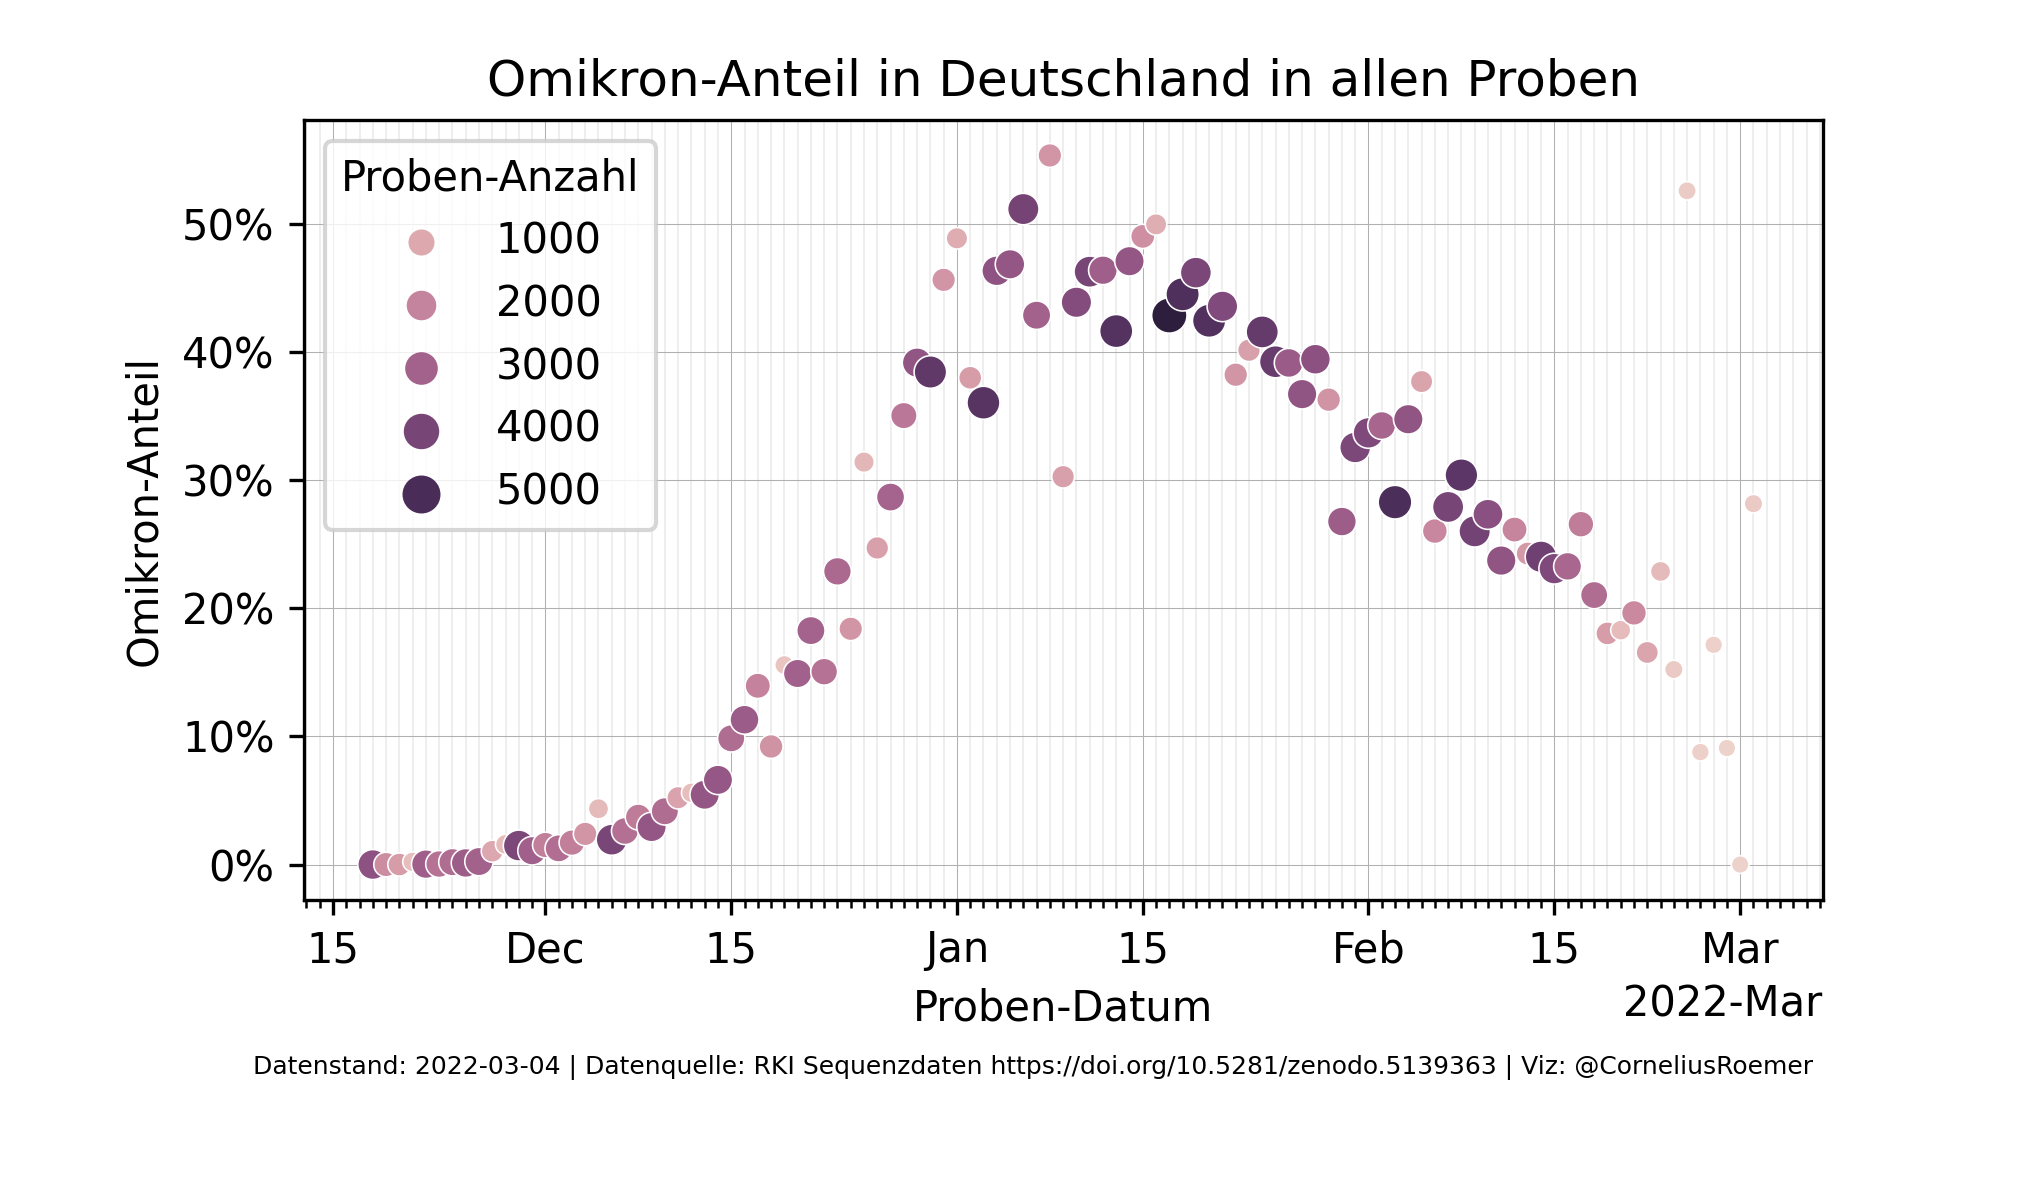 Omikron-Anteil in Deutschland in allen Proben
Proben-Anzahl
1000
2000
3000
4000
5000
Omikron-Anteil
50%
40%
30%
20%
10%
0%
15 Dec 15 Jan 15 Feb 15 Mar
Proben-Datum
2022-Mar
Datenstand: 2022-03-04 | Datenquelle: RKI Sequenzdaten https://doi.org/10.5281/zenodo.5139363 | Viz: @CorneliusRoemer